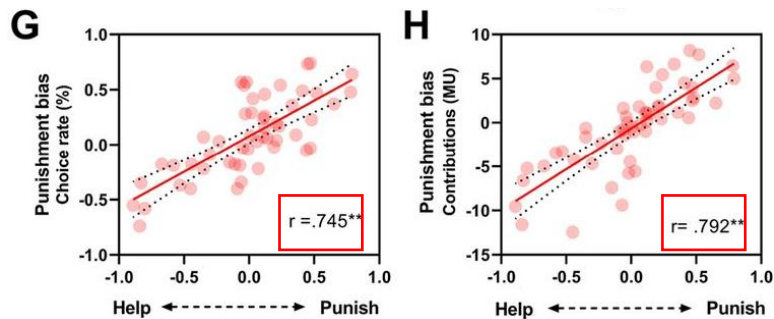 G
Punishment bias
Choice rate (%)
1.0
0.5
0.0
-0.5
-1.0
r =.745**
-1.0 -0.5 0.0 0.5 1.0
Help Punish
H
Punishment bias
Contributions (MU)
10
5
0
-5
-10
-15
r= .792**
-1.0 -0.5 0.0 0.5 1.0
Help Punish